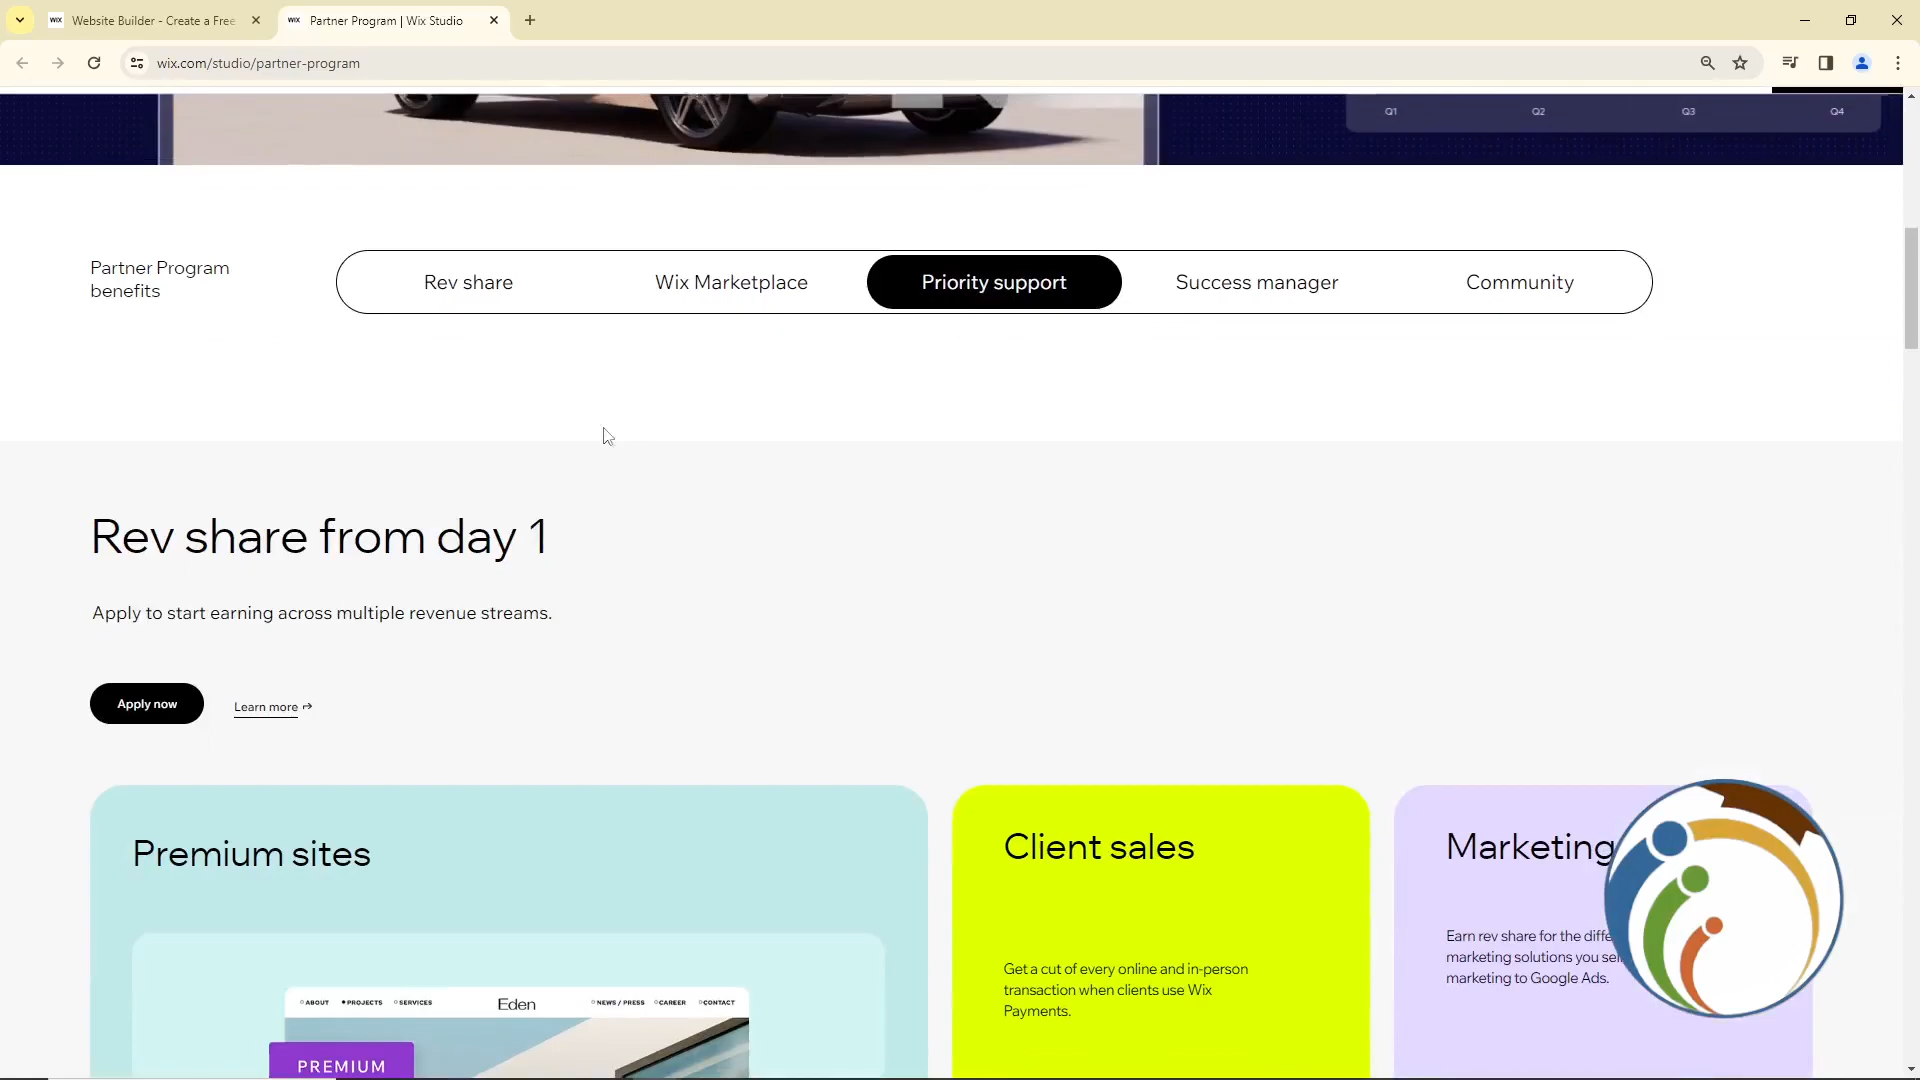 WIX Website Builder - Create a Free
WIX Partner Program | Wix Studio
wix.com/studio/partner-program
Q1 Q2 Q3 Q4
Partner Program
benefits
Rev share
Wix Marketplace
Priority support
Success manager
Community
Rev share from day 1
Apply to start earning across multiple revenue streams.
Apply now
Learn more
Premium sites
ABOUT PROJECTS SERVICES Eden NEWS / PRESS CAREER CONTACT
PREMIUM
Client sales
Get a cut of every online and in-person
transaction when clients use Wix
Payments.
Marketing
Earn rev share for the
marketing solutions you
marketing to Google Ads.